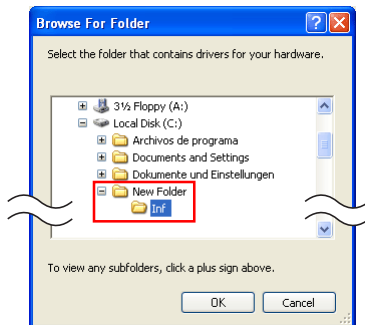 Browse For Folder
Select the folder that contains drivers for your hardware.
3½ Floppy (A:)
Local Disk (C:)
Archivos de programa
Documents and Settings
Dokumente und Einstellungen
New Folder
Inf
To view any subfolders, click a plus sign above.
OK Cancel